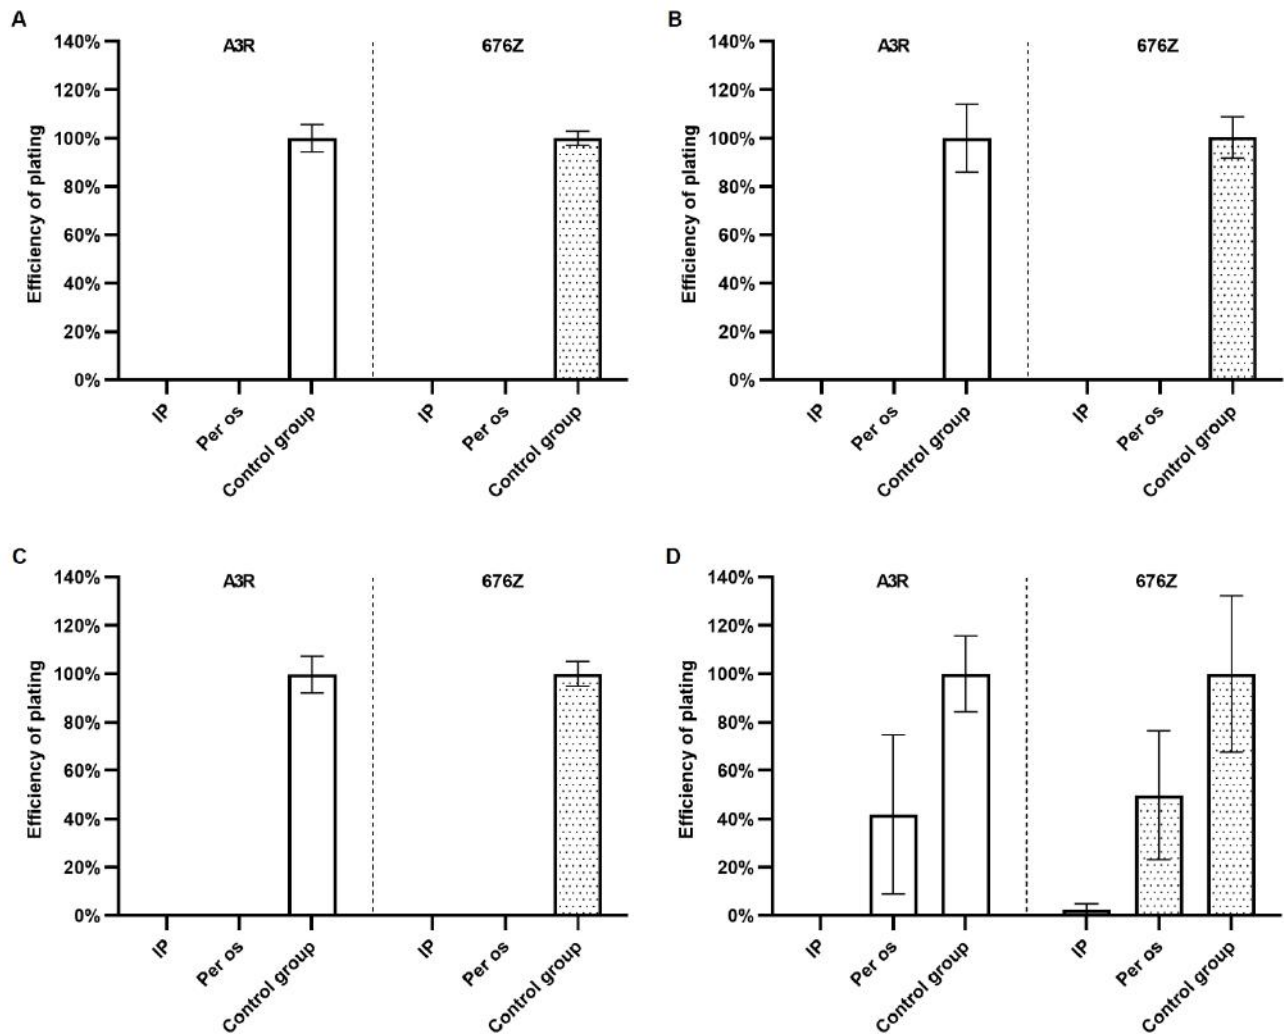 A
B
140%
A3R
676Z
140%
A3R
676Z
120%
120%
100%
100%
80%
80%
60%
60%
40%
40%
20%
20%
0%
0%
Efficiency of plating
Efficiency of plating
IP
Per os
Control group
IP
Per os
Control group
IP
Per os
Control group
IP
Per os
Control group
C
D
140%
A3R
676Z
140%
A3R
676Z
120%
120%
100%
100%
80%
80%
60%
60%
40%
40%
20%
20%
0%
0%
Efficiency of plating
Efficiency of plating
IP
Per os
Control group
IP
Per os
Control group
IP
Per os
Control group
IP
Per os
Control group